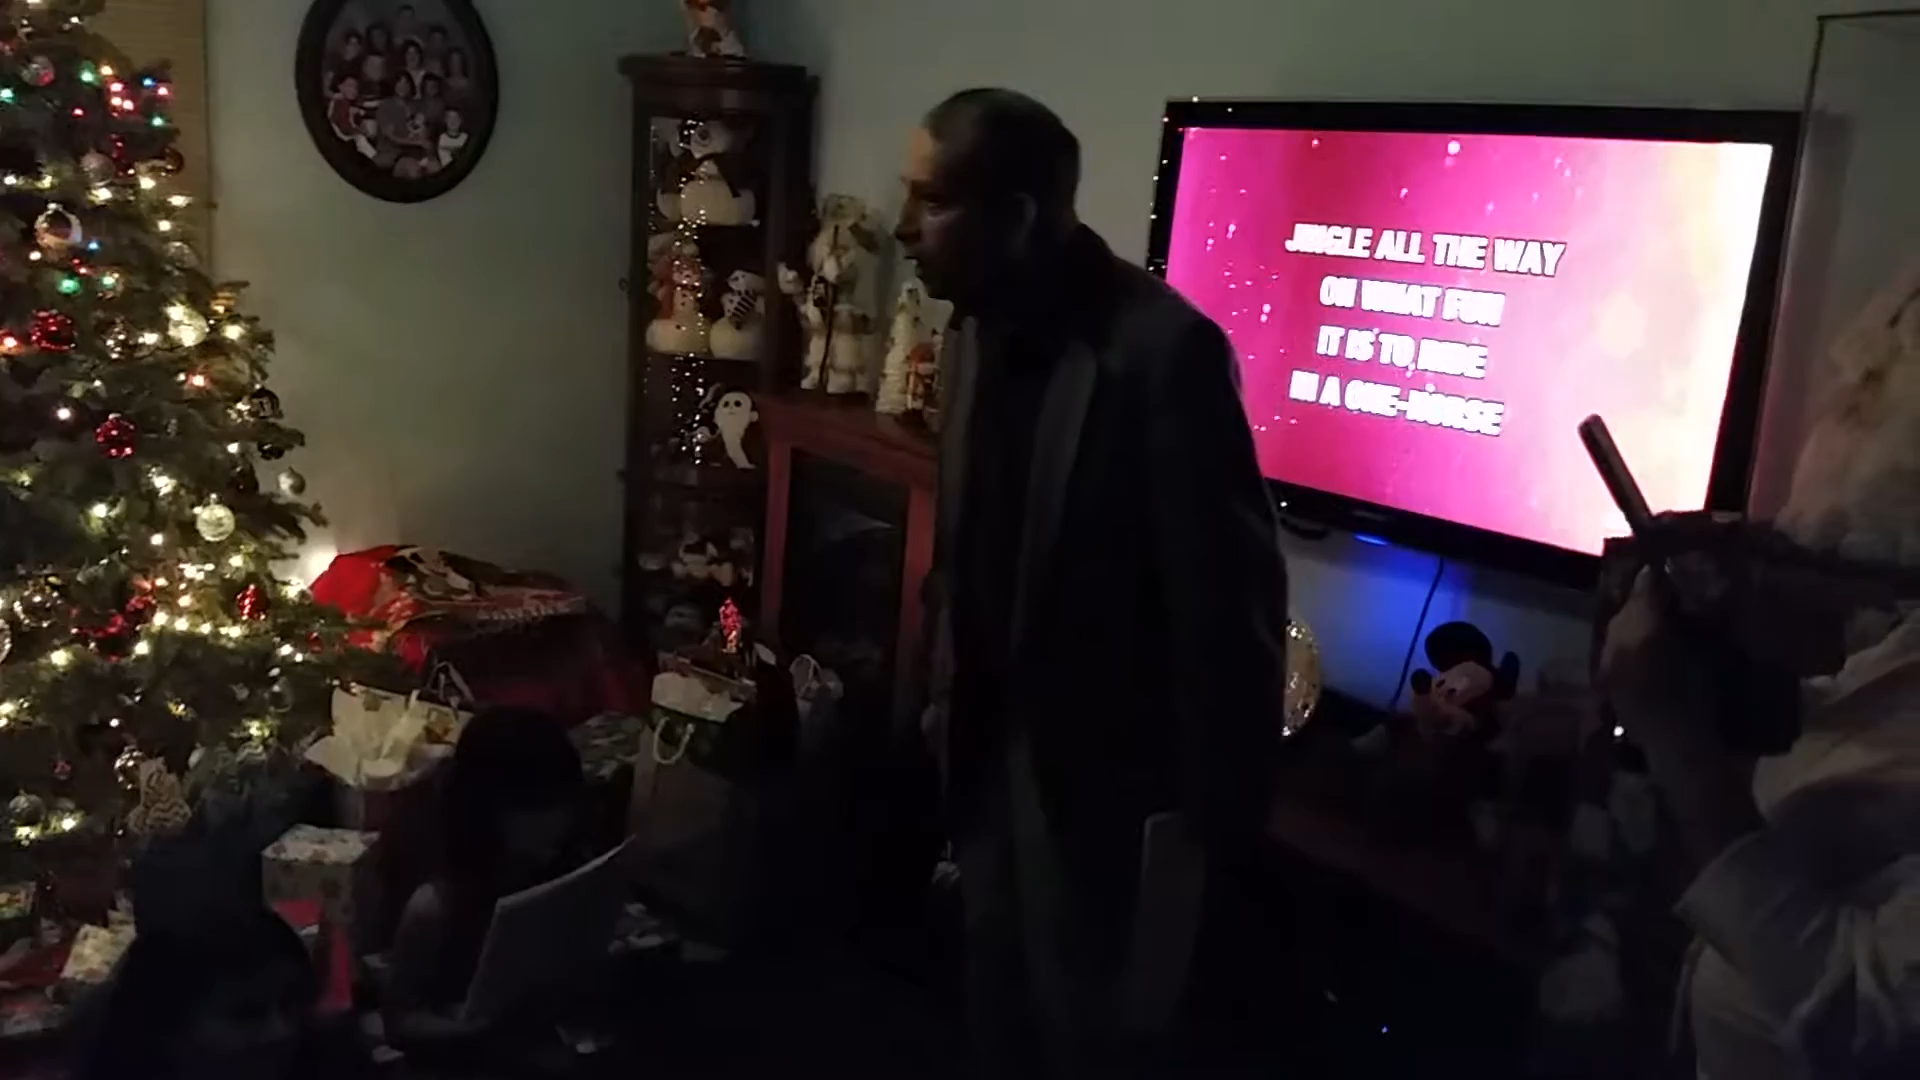 JINGLE ALL THE WAY
OH WHAT FUN
IT IS TO RIDE
IN A ONE-HORSE